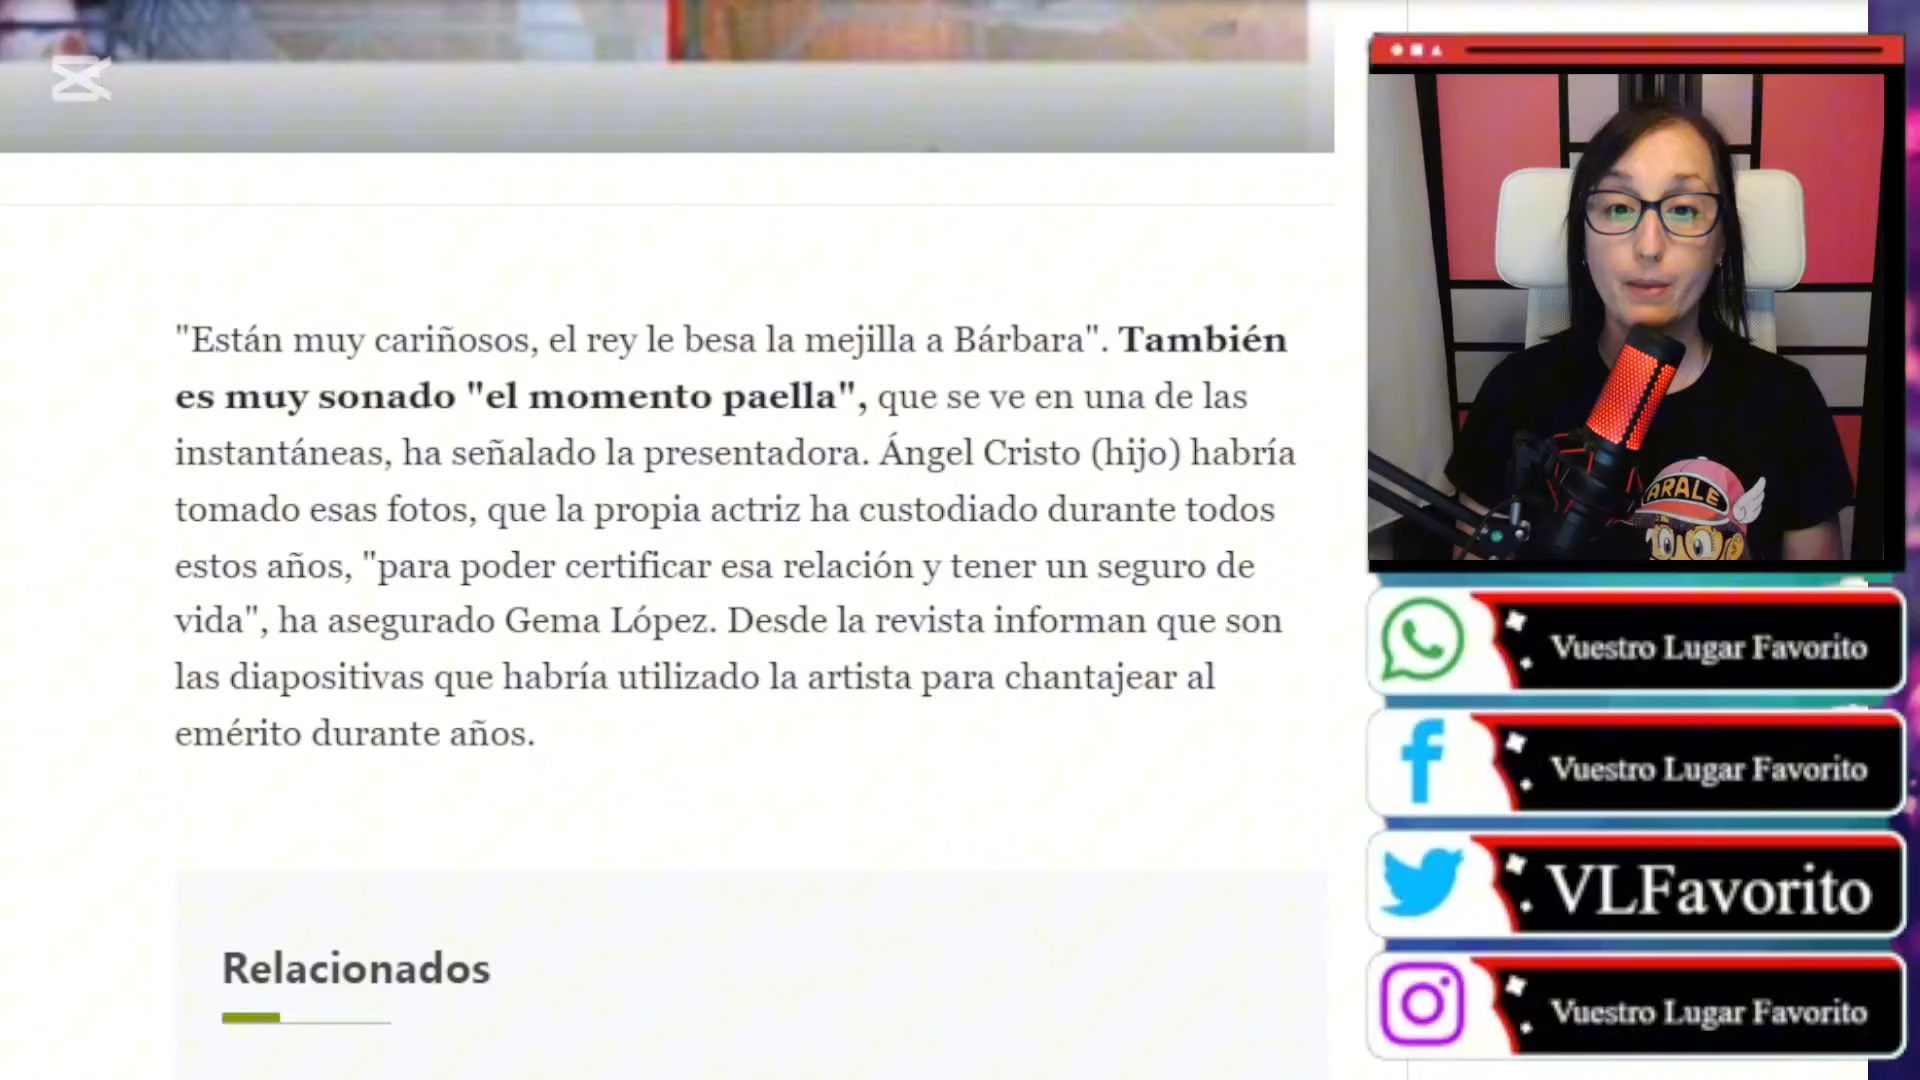 "Están muy cariñosos, el rey le besa la mejilla a Bárbara". También
es muy sonado "el momento paella", que se ve en una de las
instantáneas, ha señalado la presentadora. Ángel Cristo (hijo) habría
tomado esas fotos, que la propia actriz ha custodiado durante todos
estos años, "para poder certificar esa relación y tener un seguro de
vida", ha asegurado Gema López. Desde la revista informan que son
las diapositivas que habría utilizado la artista para chantajear al
emérito durante años.
Relacionados
ARALE
Vuestro Lugar Favorito
Vuestro Lugar Favorito
VLFavorito
Vuestro Lugar Favorito